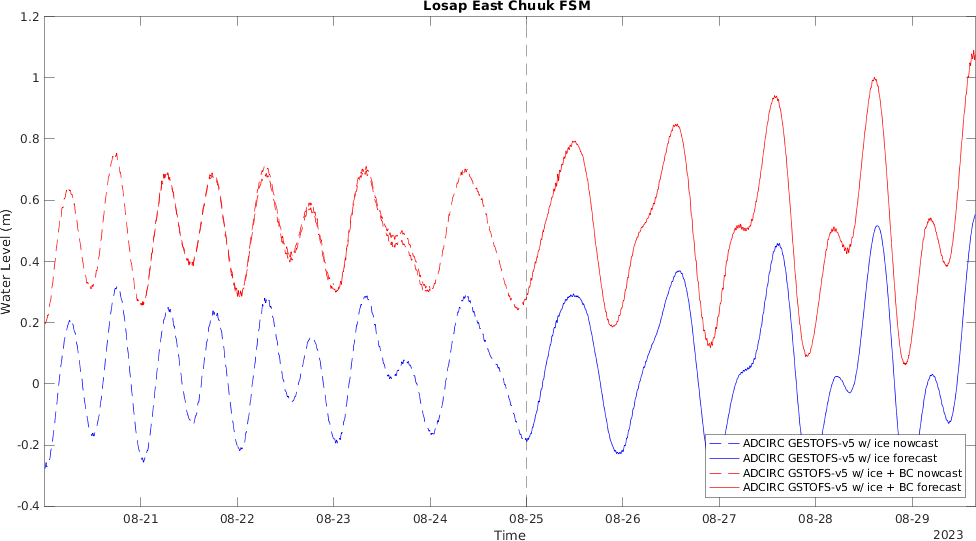 Losap East Chuuk FSM
1.2
1
0.8
0.6
0.4
0.2
0
-0.2
-0.4
Water Level (m)
ADCIRC GESTOFS-v5 w/ ice nowcast
ADCIRC GESTOFS-v5 w/ ice forecast
ADCIRC GSTOFS-v5 w/ ice + BC nowcast
ADCIRC GSTOFS-v5 w/ ice + BC forecast
08-21 08-22 08-23 08-24 08-25 08-26 08-27 08-28 08-29
Time
2023